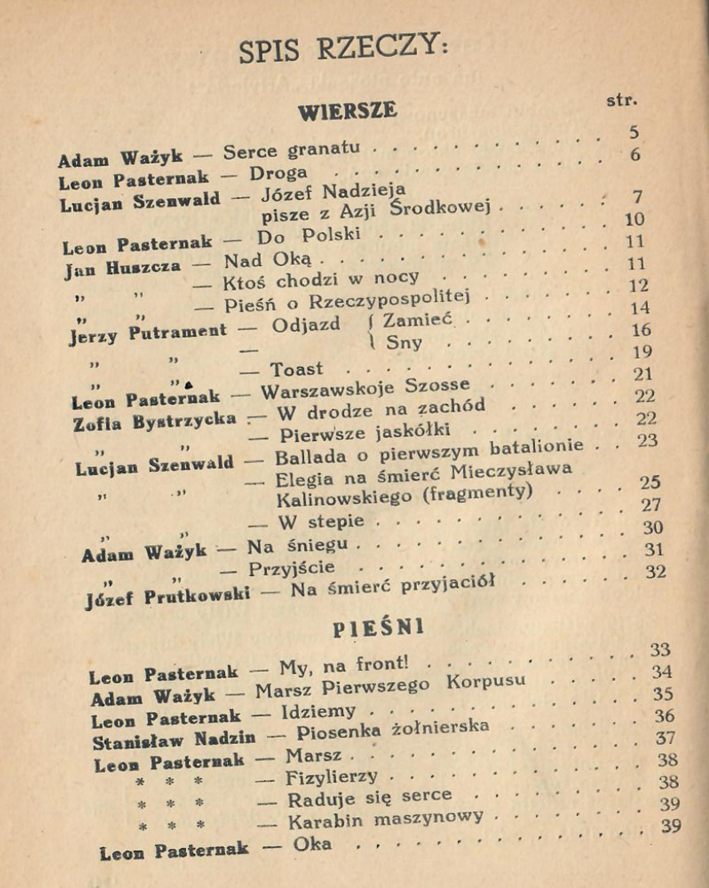 SPIS RZECZY:
WIERSZE str.
Adam Ważyk — Serce granatu . . . . . . . . . . 5
Leon Pasternak — Droga . . . . . . . . . . . 6
Lucjan Szenwald — Józef Nadzieja
pisze z Azji Środkowej . . . . . 7
Leon Pasternak — Do Polski . . . . . . . . . 10
Jan Huszcza — Nad Oką . . . . . . . . . . . 11
„ „ — Ktoś chodzi w nocy . . . . . . . 11
„ „ — Pieśń o Rzeczypospolitej . . . . . 12
Jerzy Putrament — Odjazd { Zamieć . . . . . . 14
„ „ — { Sny . . . . . . . 16
„ „ — Toast . . . . . . . . . . 19
Leon Pasternak — Warszawskoje Szosse . . . . . 21
Zofia Bystrzycka — W drodze na zachód . . . . 22
„ „ — Pierwsze jaskółki . . . . . . 22
Lucjan Szenwald — Ballada o pierwszym batalionie . . 23
„ „ — Elegia na śmierć Mieczysława
Kalinowskiego (fragmenty) . . . . 25
„ „ — W stepie . . . . . . . . . 27
Adam Ważyk — Na śniegu . . . . . . . . . . 30
„ „ — Przyjście . . . . . . . . . . 31
Józef Prutkowski — Na śmierć przyjaciół . . . . . 32
PIEŚNI
Leon Pasternak — My, na front! . . . . . . . . 33
Adam Ważyk — Marsz Pierwszego Korpusu . . . . 34
Leon Pasternak — Idziemy . . . . . . . . . . 35
Stanisław Nadzin — Piosenka żołnierska . . . . . 36
Leon Pasternak — Marsz . . . . . . . . . . . 37
* * * — Fizylierzy . . . . . . . . . 38
* * * — Raduje się serce . . . . . . . 38
* * * — Karabin maszynowy . . . . . . 39
Leon Pasternak — Oka . . . . . . . . . . . 39